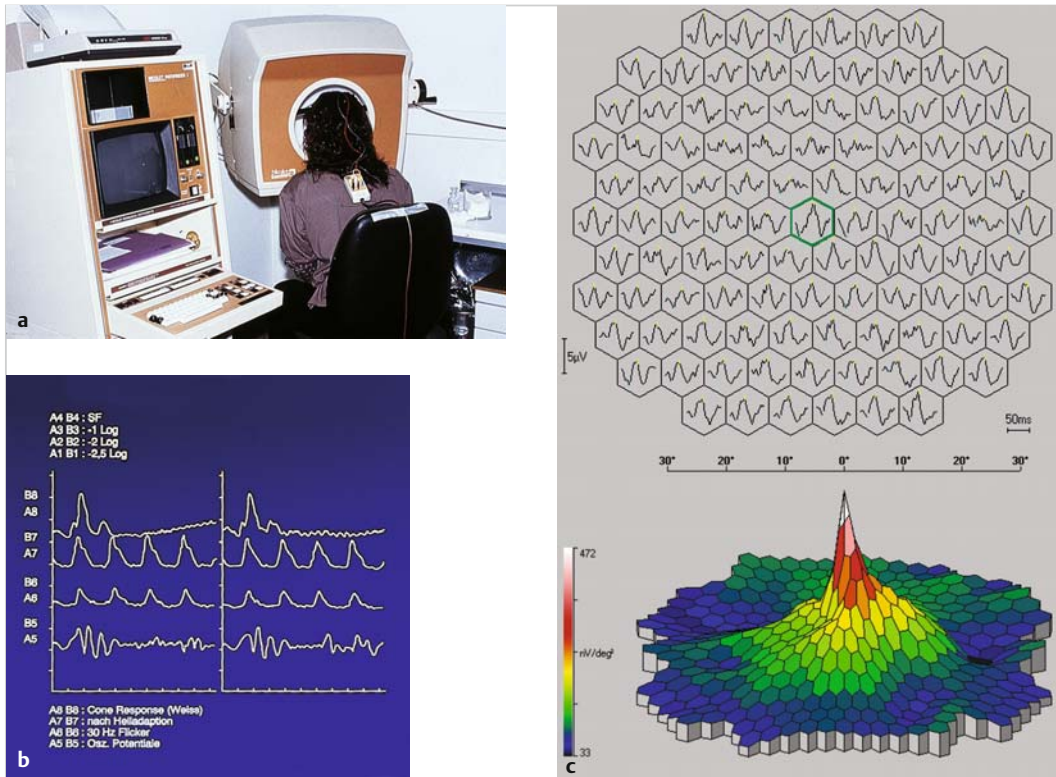 a
A4 B4 : SF
A3 B3 : -1 Log
A2 B2 : -2 Log
A1 B1 : -2,5 Log
B8
A8
B7
A7
B6
A6
B5
A5
A8 B8 : Cone Response (Weiss)
A7 B7 : nach Helladaption
A6 B6 : 30 Hz Flicker
A5 B5 : Osz. Potentiale
b
5µV
50ms
30° 20° 10° 0° 10° 20° 30°
472
nV/deg²
33
c